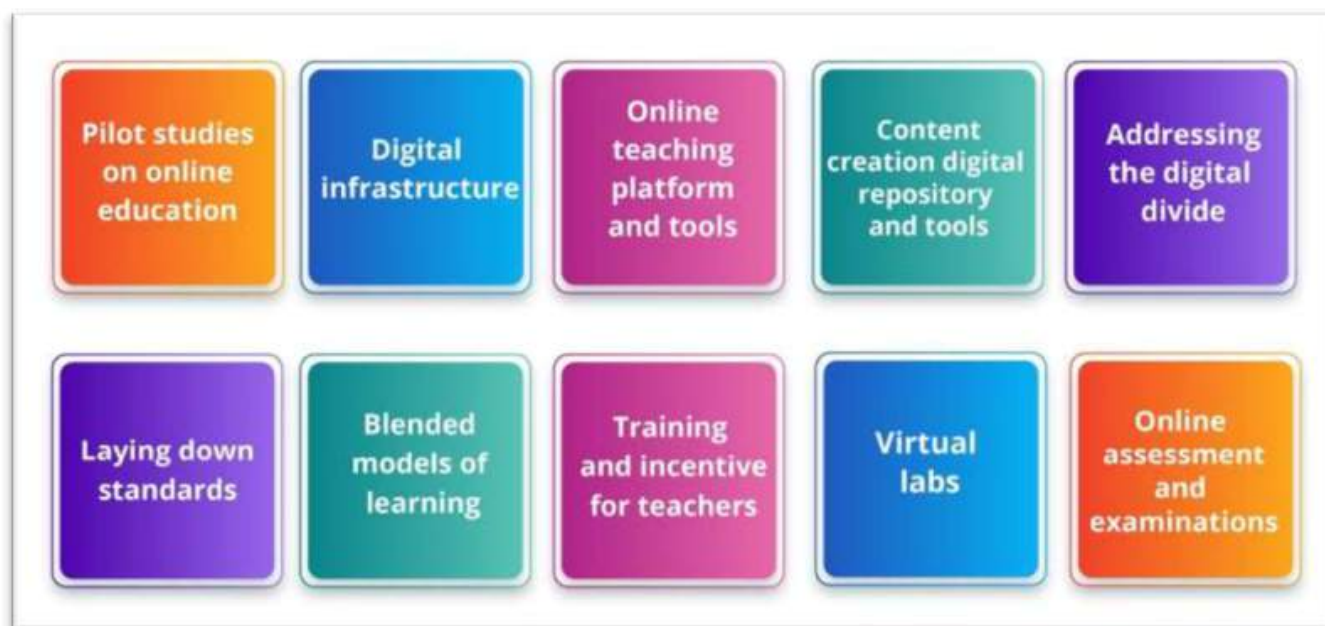 Pilot studies
on online
education
Digital
infrastructure
Online
teaching
platform
and tools
Content
creation digital
repository
and tools
Addressing
the digital
divide
Laying down
standards
Blended
models of
learning
Training
and incentive
for teachers
Virtual
labs
Online
assessment
and
examinations